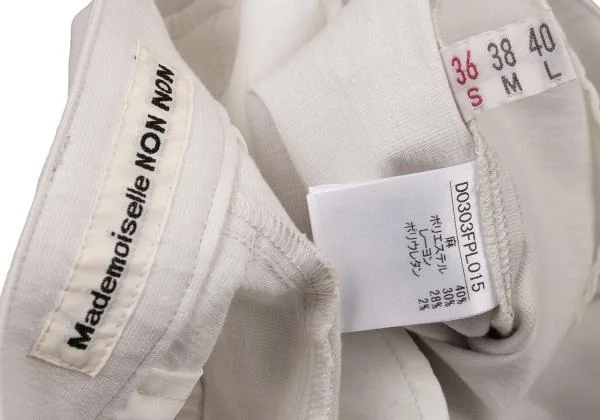 Mademoiselle NON NON
36 38 40
S M L
D0303FPL015
麻 40%
ポリエステル 30%
レーヨン 28%
ポリウレタン 2%